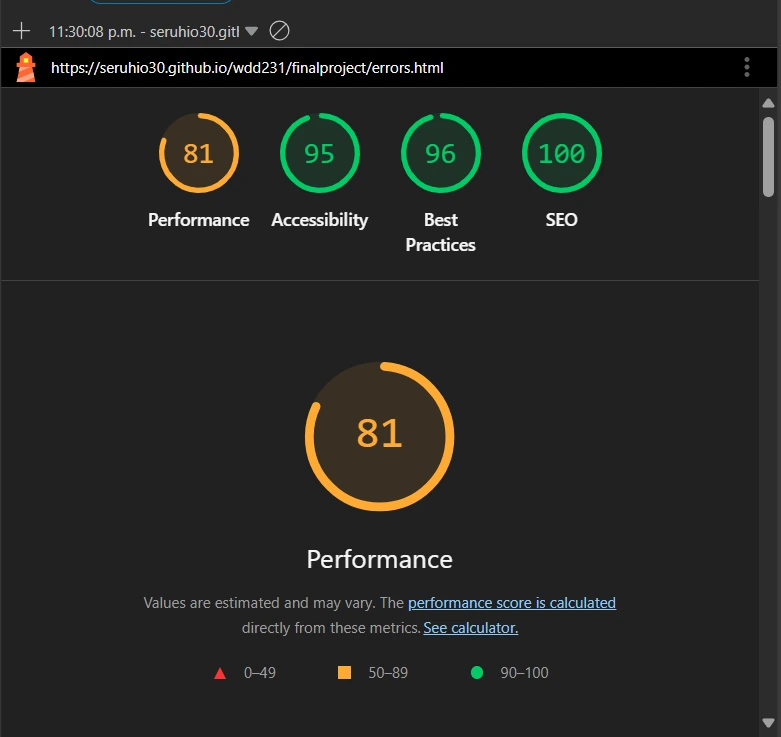 11:30:08 p.m. - seruhio30.gitl
https://seruhio30.github.io/wdd231/finalproject/errors.html
81 95 96 100
Performance Accessibility Best Practices SEO
81
Performance
Values are estimated and may vary. The performance score is calculated
directly from these metrics. See calculator.
0–49 50–89 90–100